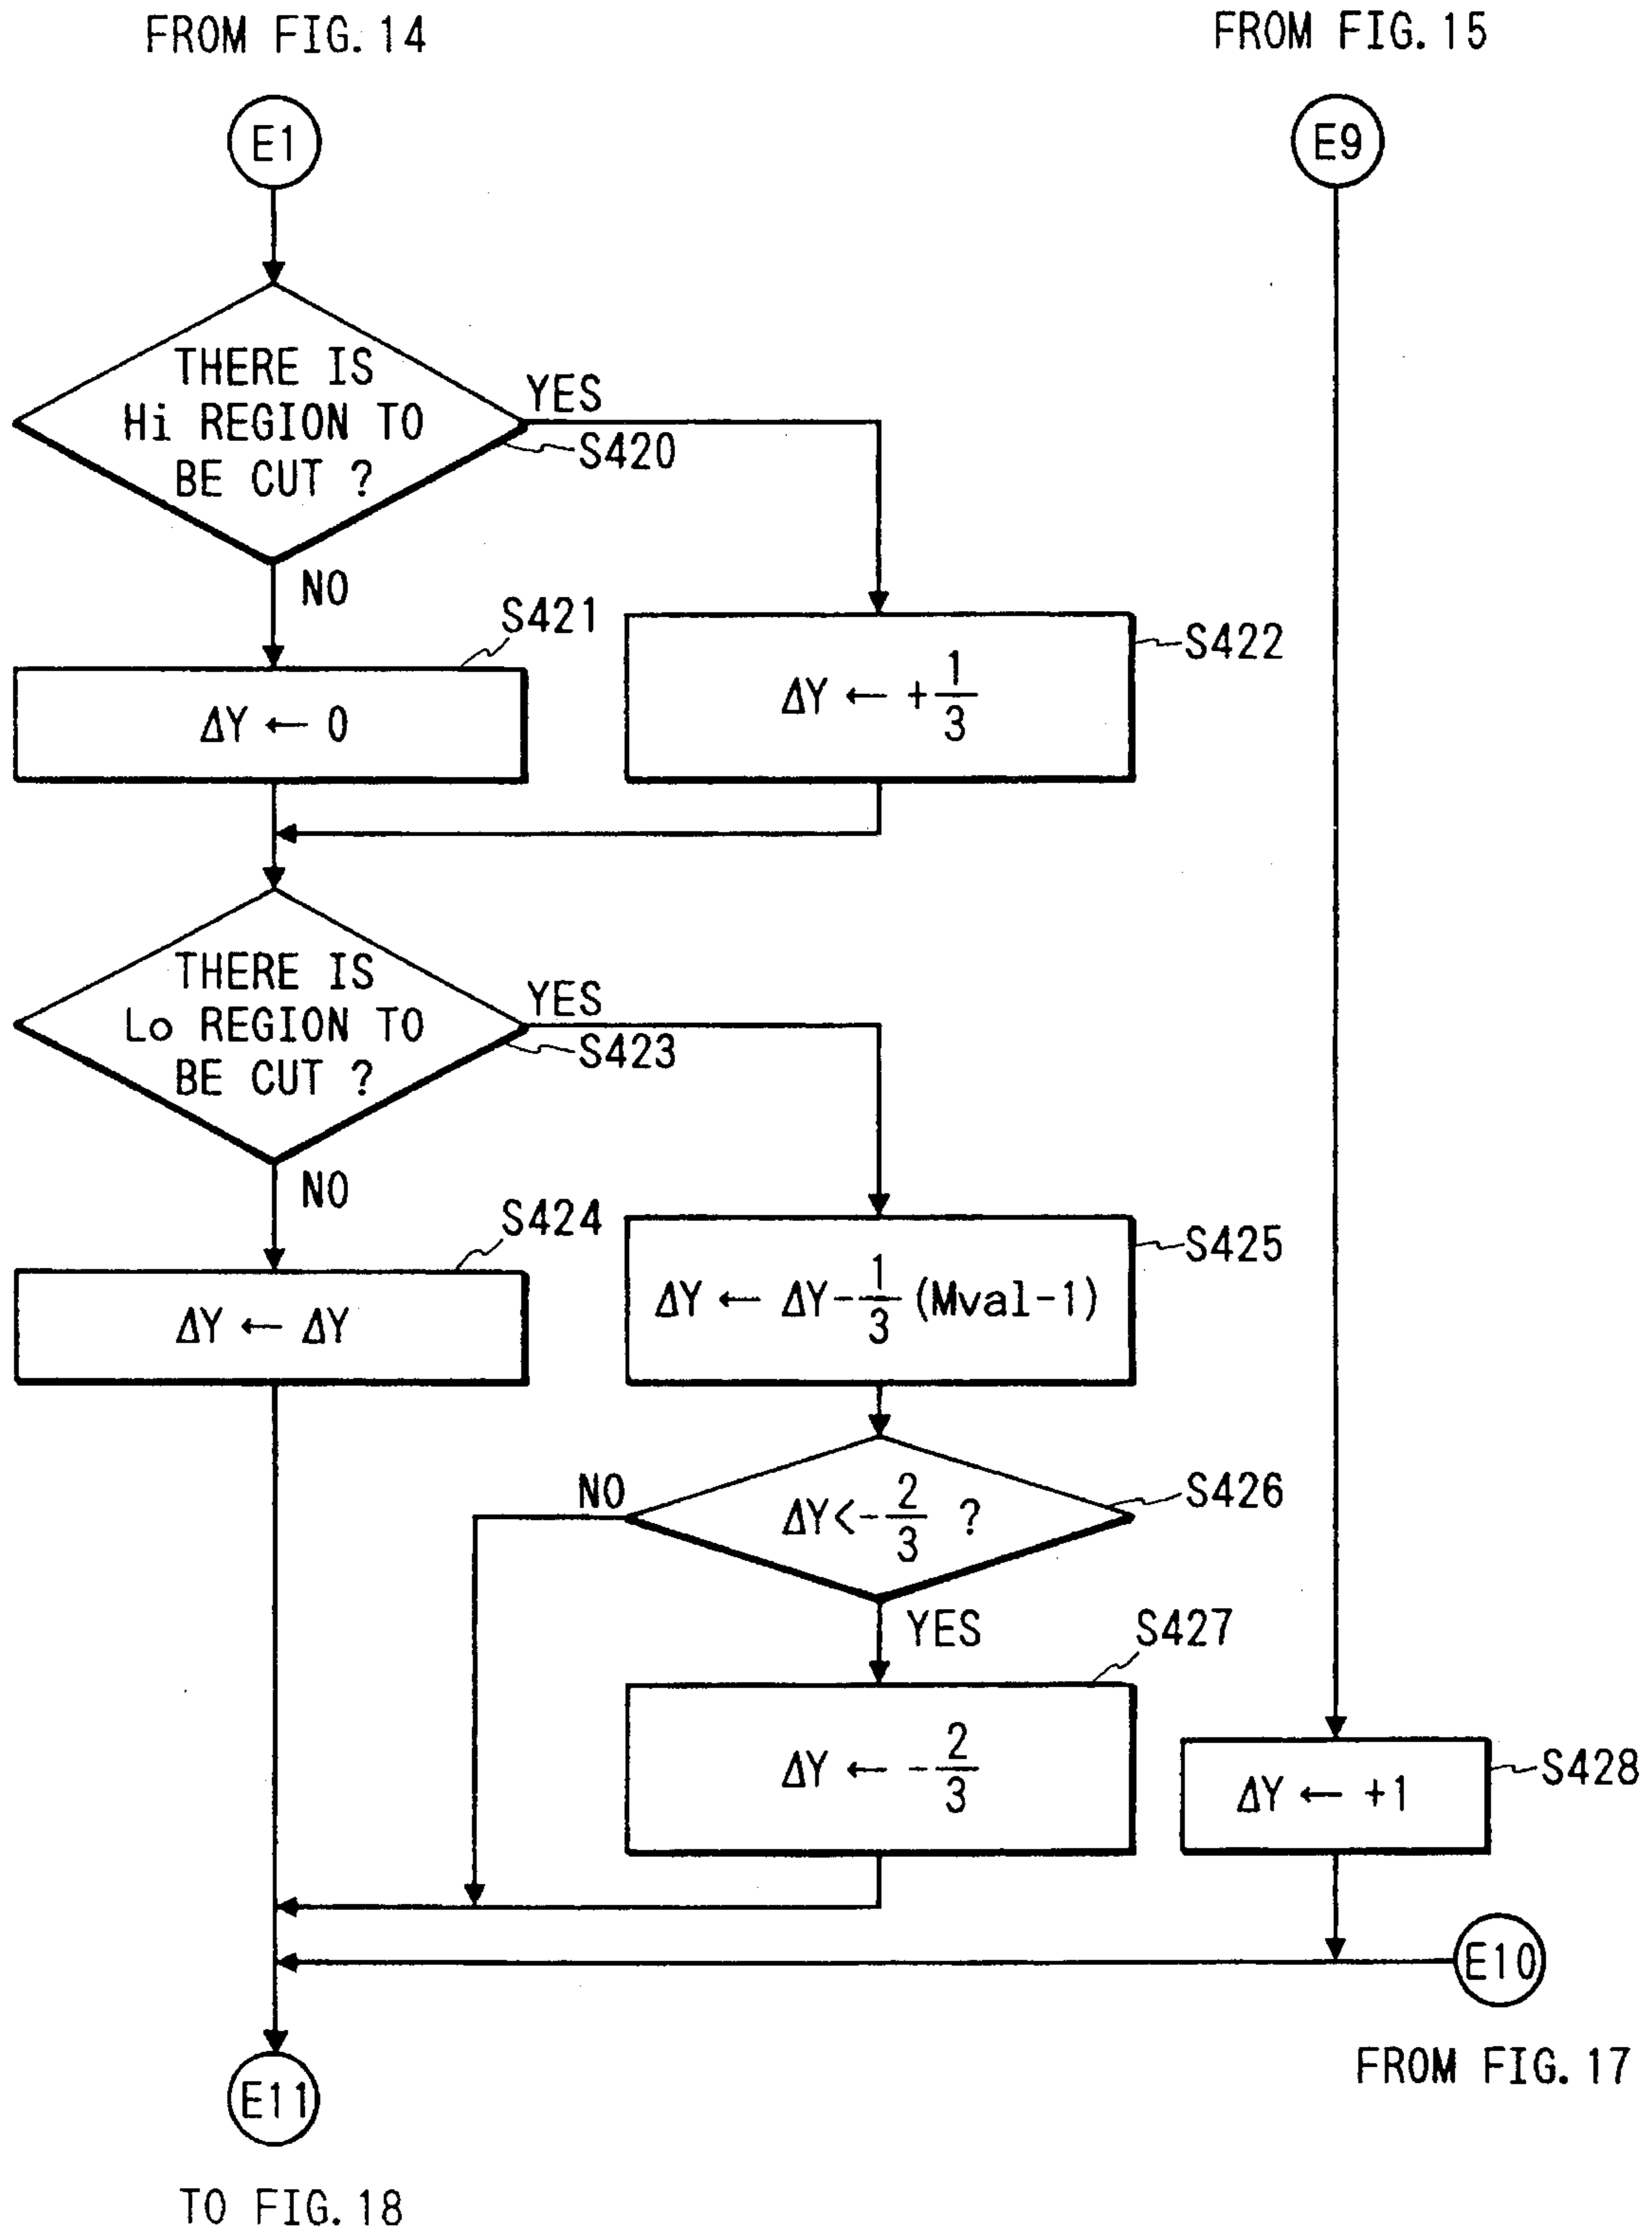 FROM FIG. 14
FROM FIG. 15
E1
E9
THERE IS
Hi REGION TO
BE CUT ?
YES
S420
NO
S421
ΔY ← 0
S422
ΔY ← +1/3
THERE IS
Lo REGION TO
BE CUT ?
YES
S423
NO
S424
ΔY ← ΔY
S425
ΔY ← ΔY-1/3 (Mval-1)
NO
ΔY<-2/3 ?
S426
YES
S427
ΔY ← -2/3
S428
ΔY ← +1
E10
FROM FIG. 17
E11
TO FIG. 18